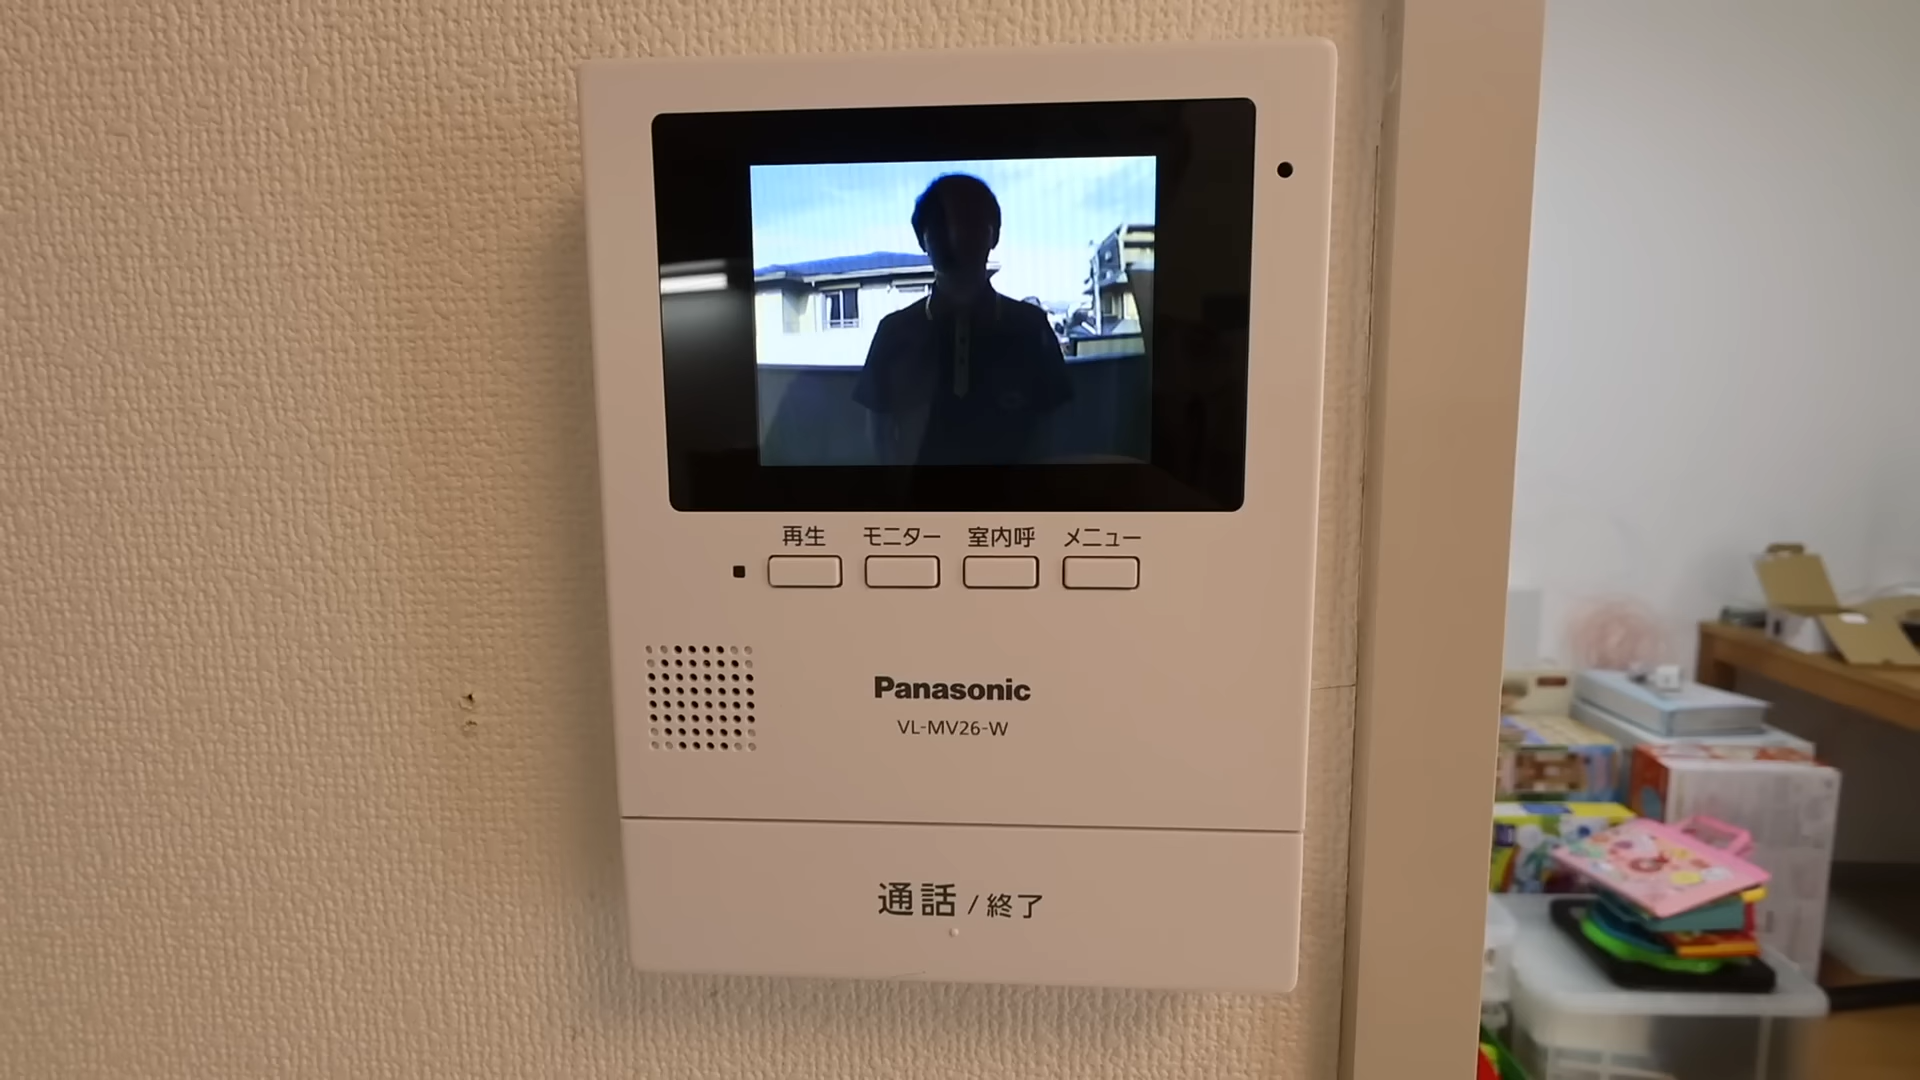 再生 モニター 室内呼 メニュー
Panasonic
VL-MV26-W
通話 / 終了